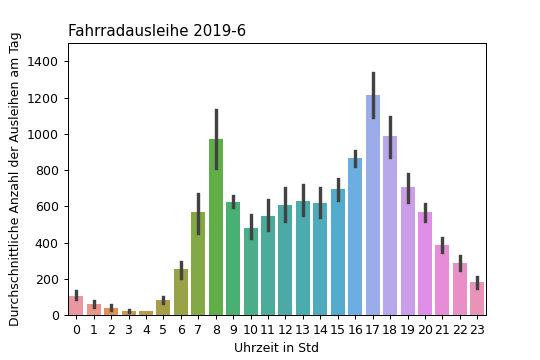 Fahrradausleihe 2019-6
Durchschnittliche Anzahl der Ausleihen am Tag
1400
1200
1000
800
600
400
200
0
0 1 2 3 4 5 6 7 8 9 10 11 12 13 14 15 16 17 18 19 20 21 22 23
Uhrzeit in Std